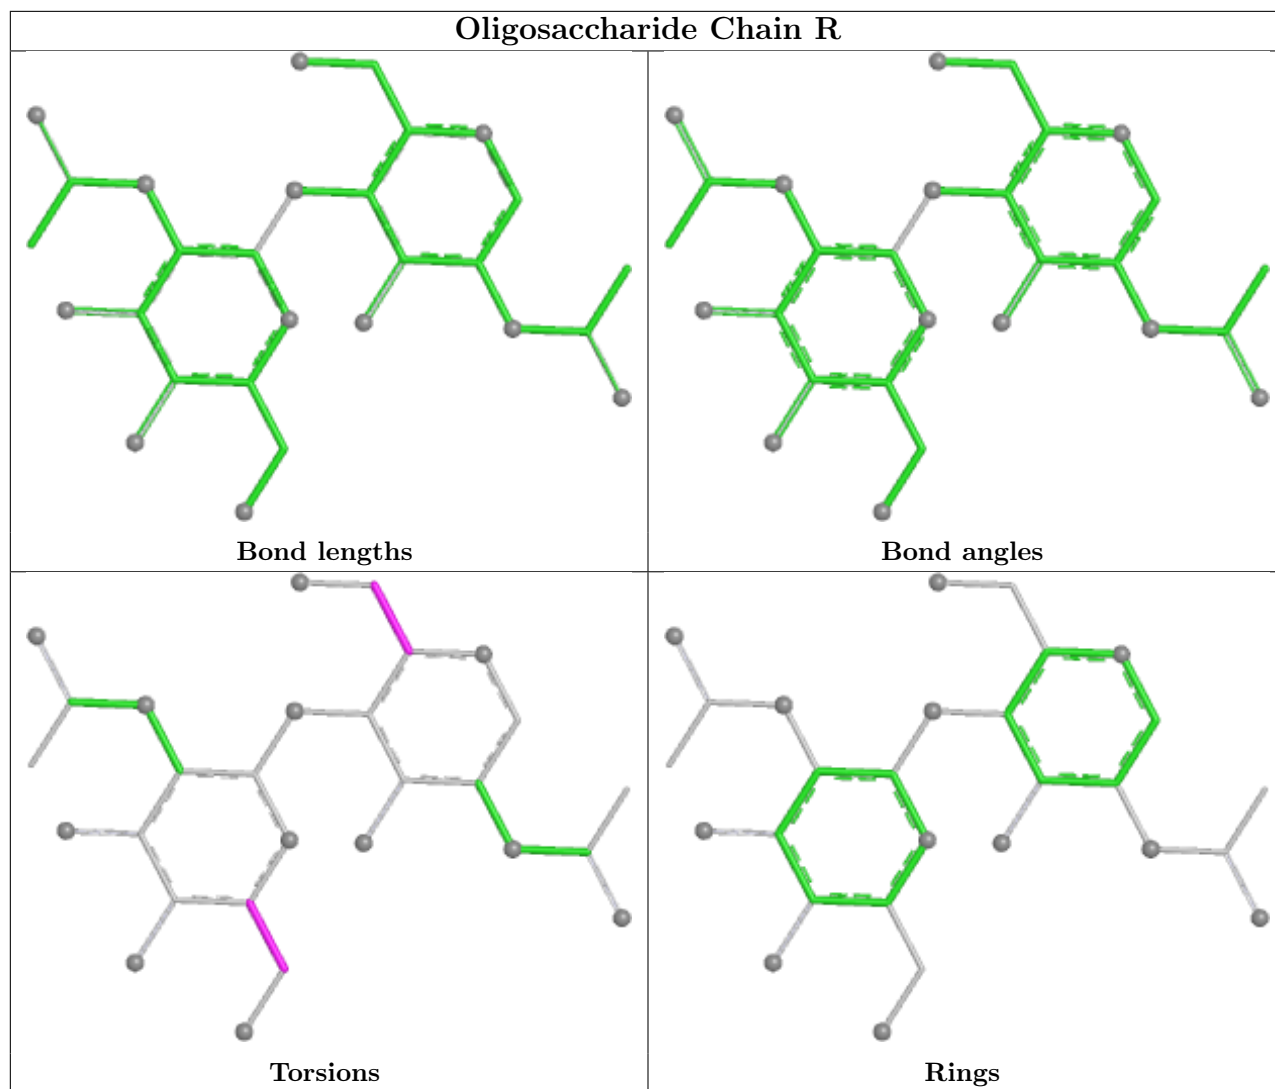 Oligosaccharide Chain R
Bond lengths
Bond angles
Torsions
Rings